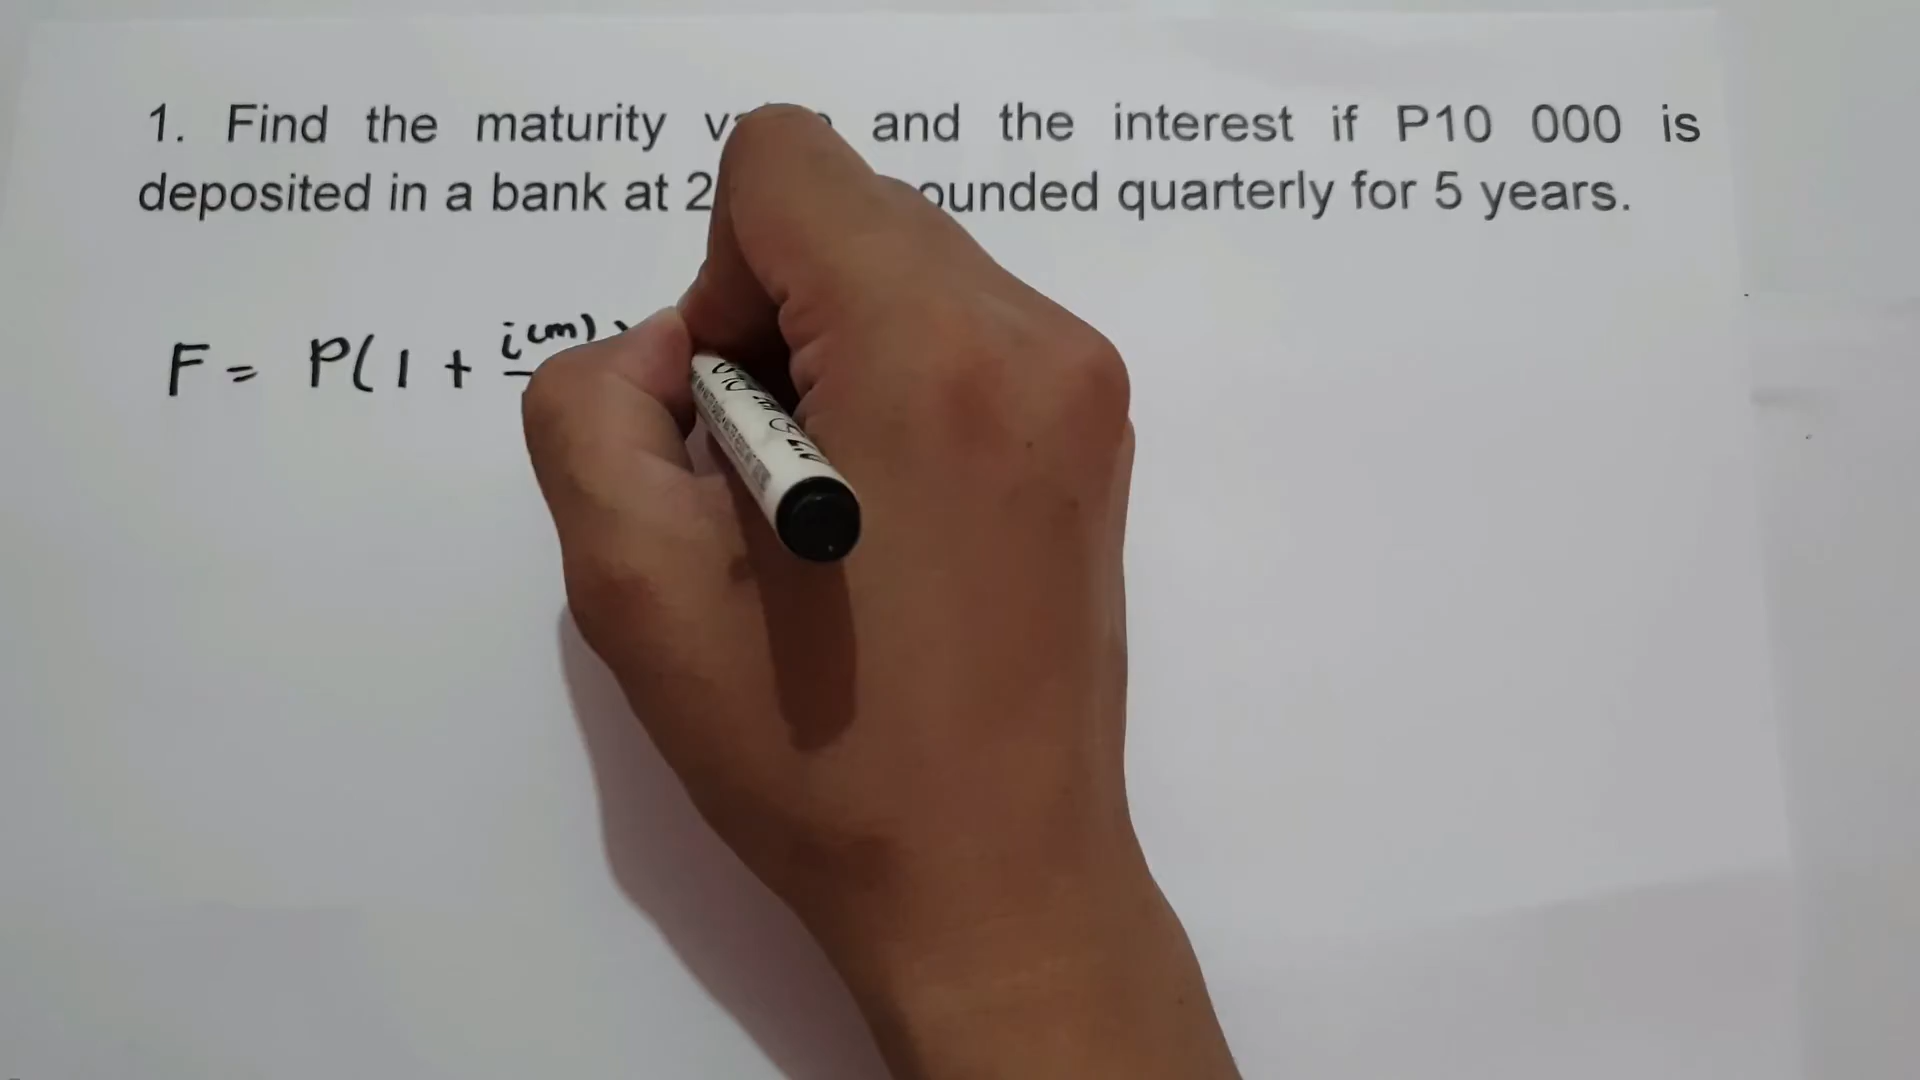 1. Find the maturity and the interest if P10 000 is
deposited in a bank at 2 quarterly for 5 years.
F = P(1 + i(m)